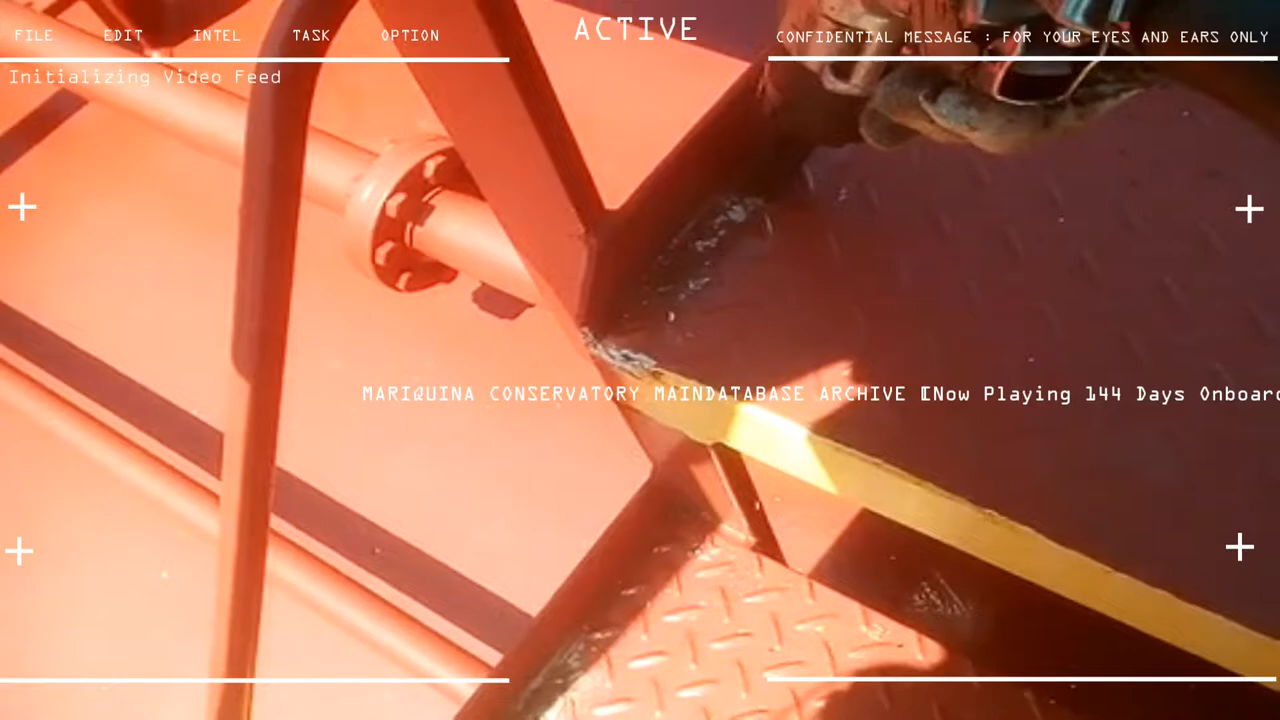 FILE EDIT INTEL TASK OPTION
ACTIVE
CONFIDENTIAL MESSAGE : FOR YOUR EYES AND EARS ONLY
Initializing Video Feed
MARIQUINA CONSERVATORY MAINDATABASE ARCHIVE [Now Playing 144 Days Onboard